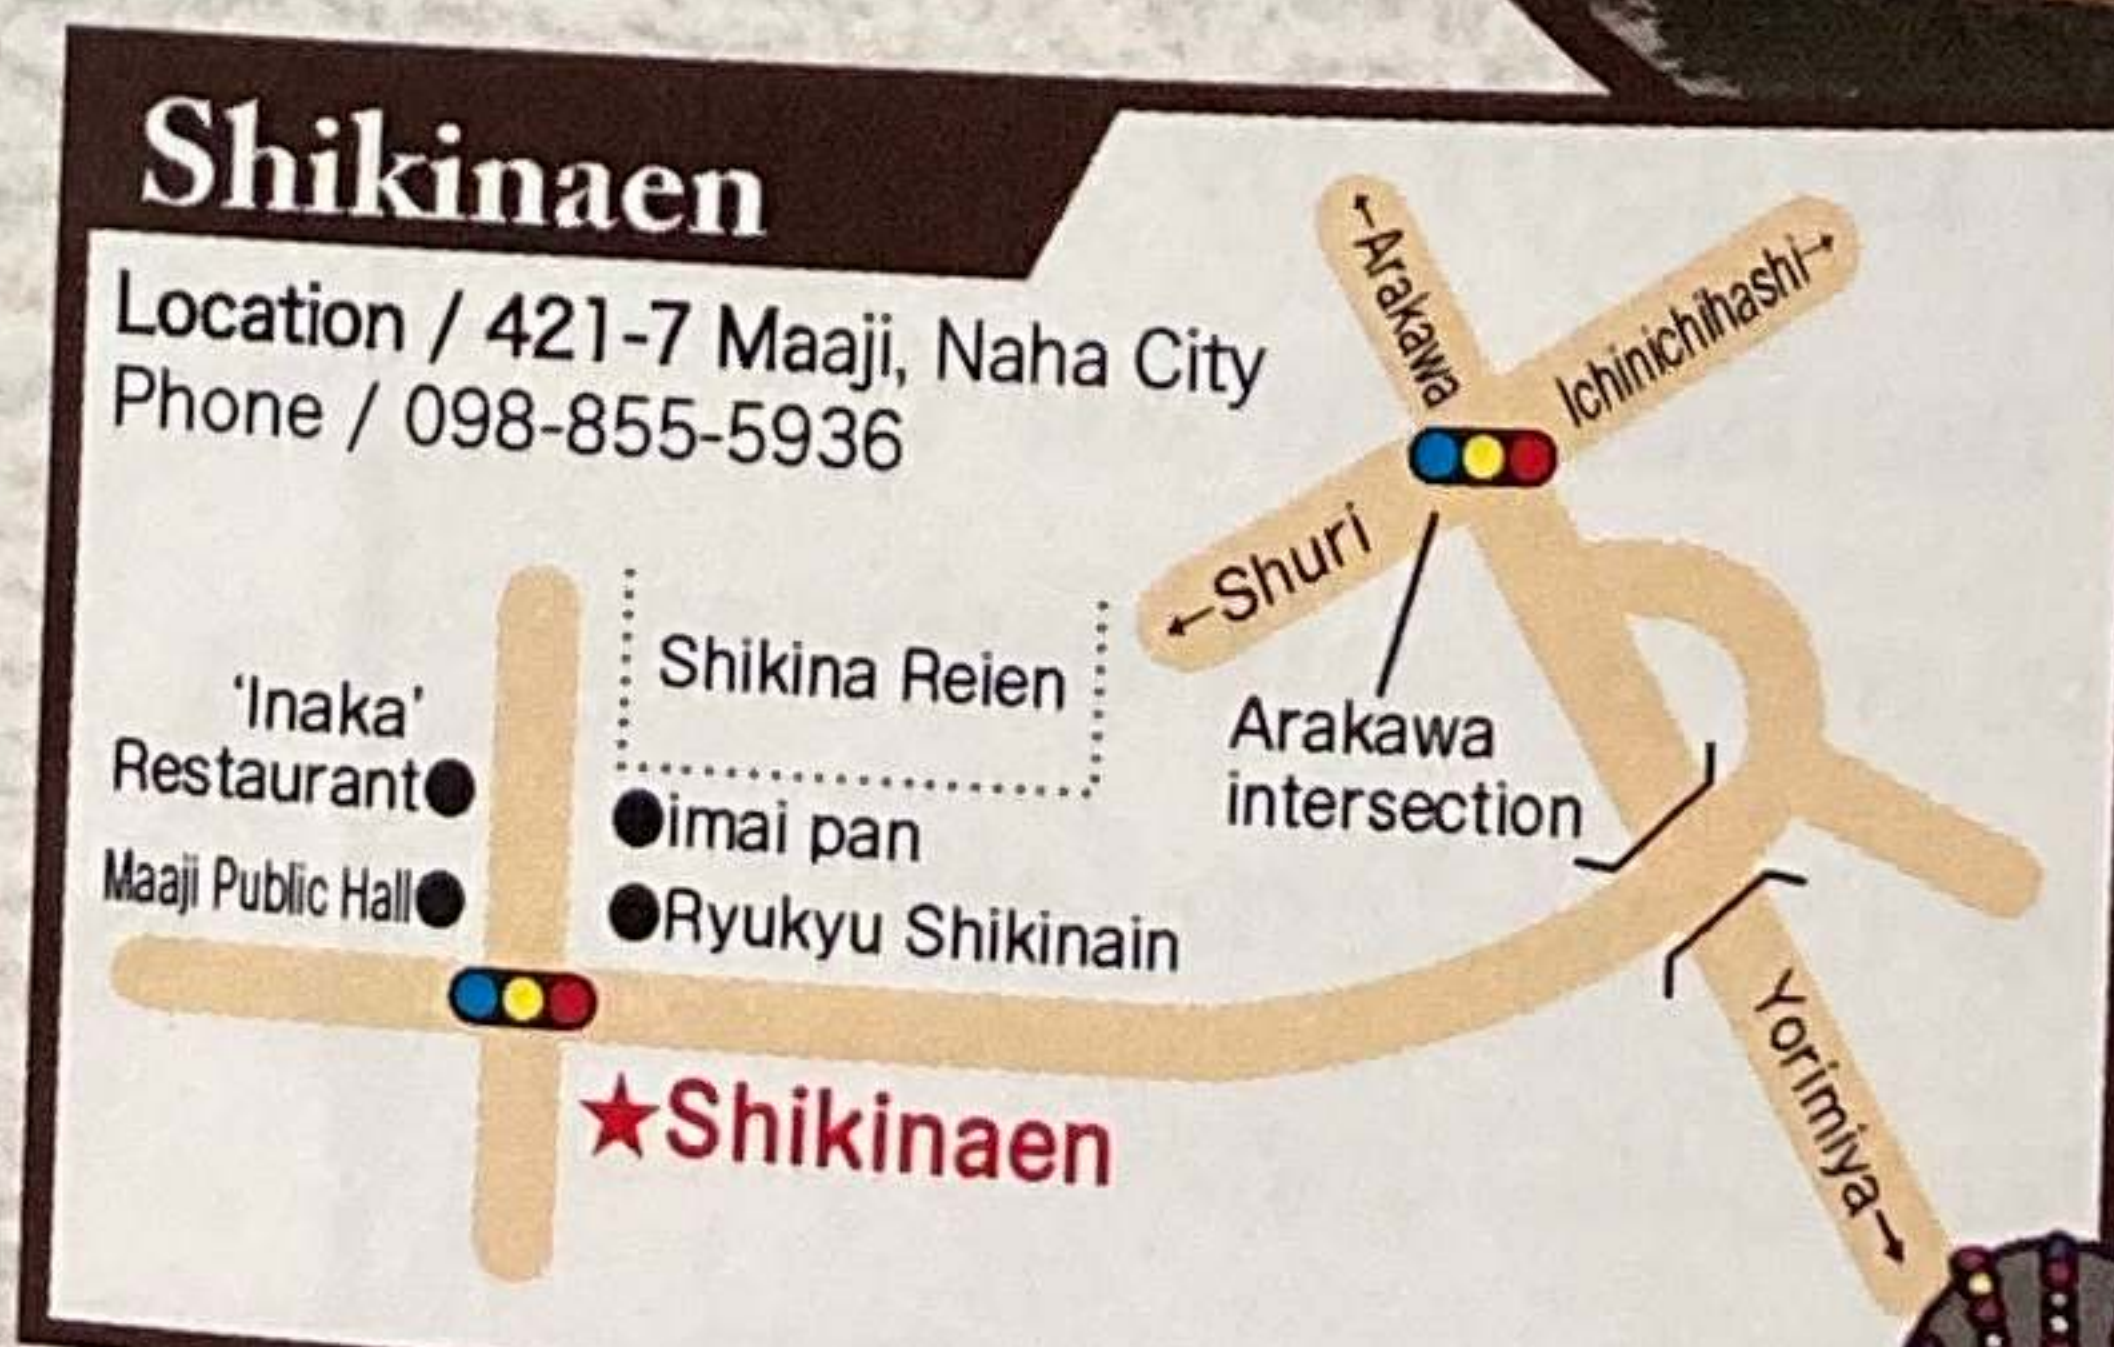 Shikinaen
Location / 421-7 Maaji, Naha City
Phone / 098-855-5936
←Arakawa
Ichinichihashi→
←Shuri
Arakawa
intersection
Shikina Reien
'Inaka'
Restaurant
imai pan
Maaji Public Hall
Ryukyu Shikinain
★Shikinaen
Yorimiya→